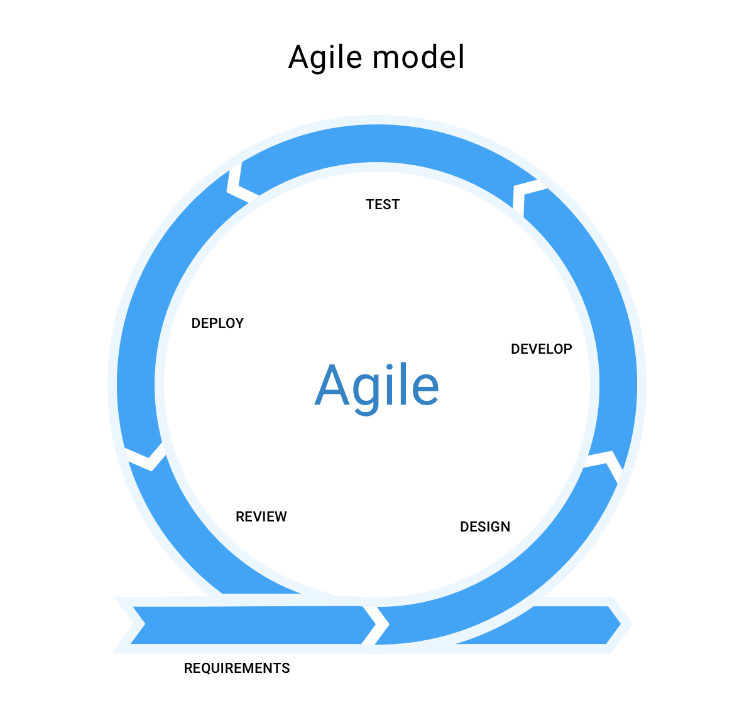 Agile model
TEST
DEPLOY
DEVELOP
Agile
REVIEW
DESIGN
REQUIREMENTS